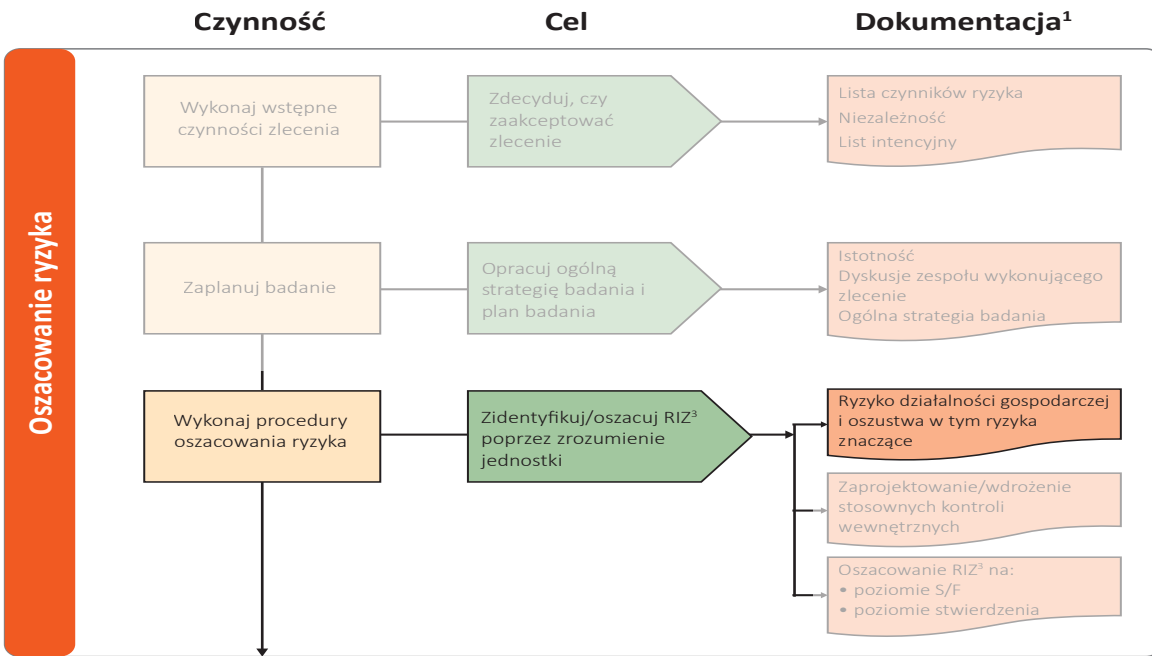 Czynność
Cel
Dokumentacja¹
Oszacowanie ryzyka
Wykonaj wstępne
czynności zlecenia
Zdecyduj, czy
zaakceptować
zlecenie
Lista czynników ryzyka
Niezależność
List intencyjny
Zaplanuj badanie
Opracuj ogólną
strategię badania i
plan badania
Istotność
Dyskusje zespołu wykonującego
zlecenie
Ogólna strategia badania
Wykonaj procedury
oszacowania ryzyka
Zidentyfikuj/oszacuj RIZ³
poprzez zrozumienie
jednostki
Ryzyko działalności gospodarczej
i oszustwa w tym ryzyka
znaczące
Zaprojektowanie/wdrożenie
stosownych kontroli
wewnętrznych
Oszacowanie RIZ³ na:
• poziomie S/F
• poziomie stwierdzenia